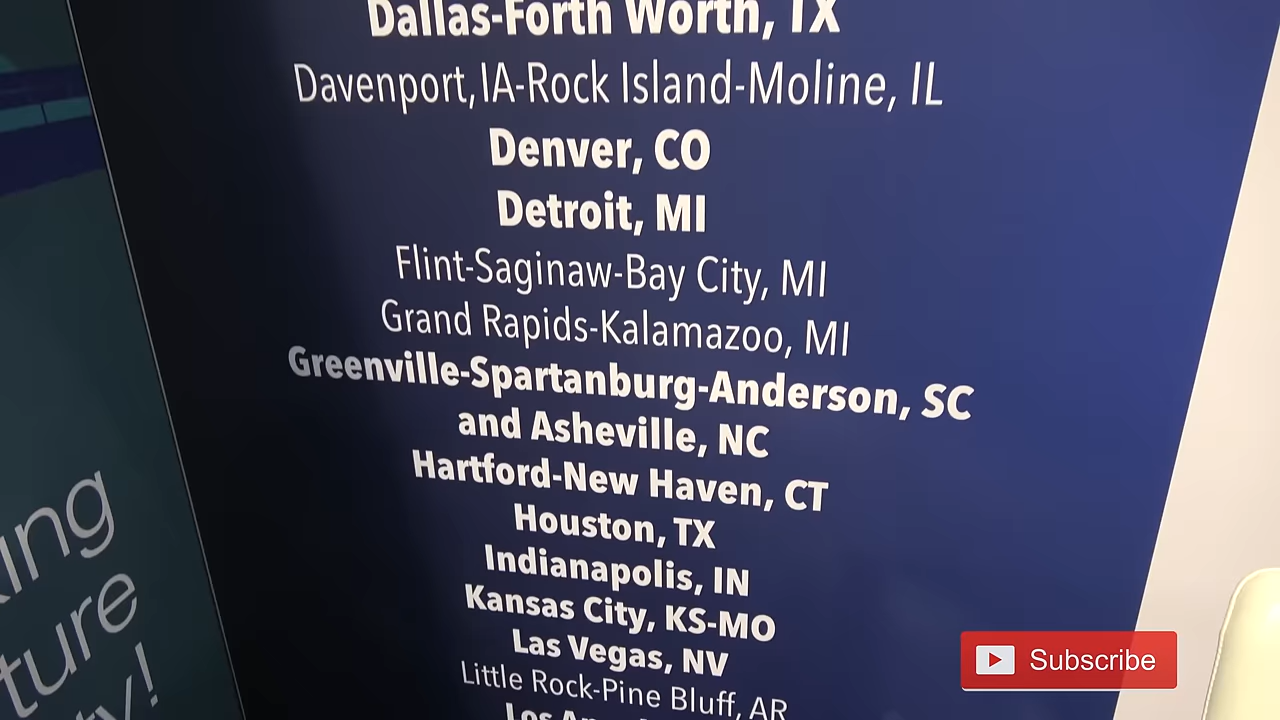 Dallas-Forth Worth, TX
Davenport, IA-Rock Island-Moline, IL
Denver, CO
Detroit, MI
Flint-Saginaw-Bay City, MI
Grand Rapids-Kalamazoo, MI
Greenville-Spartanburg-Anderson, SC
and Asheville, NC
Hartford-New Haven, CT
Houston, TX
Indianapolis, IN
Kansas City, KS-MO
Las Vegas, NV
Little Rock-Pine Bluff, AR
Los
Subscribe